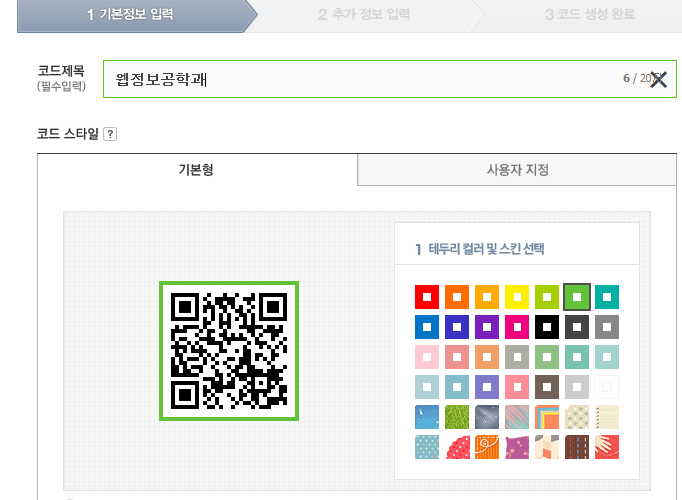 1 기본정보 입력
2 추가 정보 입력
3 코드 생성 완료
코드제목
(필수입력)
웹정보공학과
6 / 20
코드 스타일 ?
기본형
사용자 지정
1 테두리 컬러 및 스킨 선택